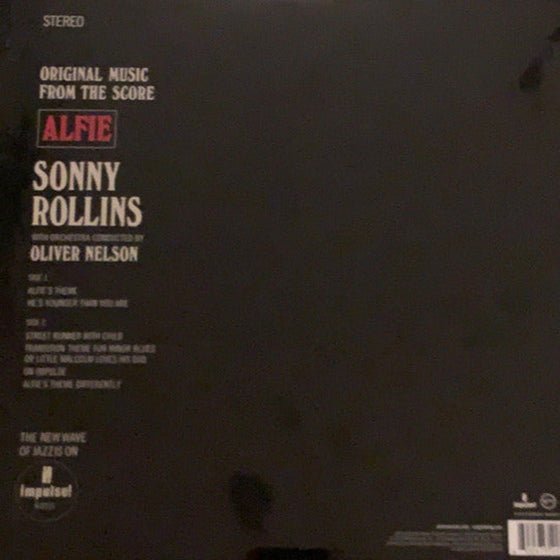 STEREO
ORIGINAL MUSIC
FROM THE SCORE
ALFIE
SONNY
ROLLINS
WITH ORCHESTRA CONDUCTED BY
OLIVER NELSON
SIDE 1
ALFIE'S THEME
HE'S YOUNGER THAN YOU ARE
SIDE 2
STREET RUNNER WITH CHILD
TRANSITION THEME FOR MINOR BLUES
OR LITTLE MALCOLM LOVES HIS DAD
ON IMPULSE
ALFIE'S THEME DIFFERENTLY
THE NEW WAVE
OF JAZZ IS ON
impulse!
impulse!